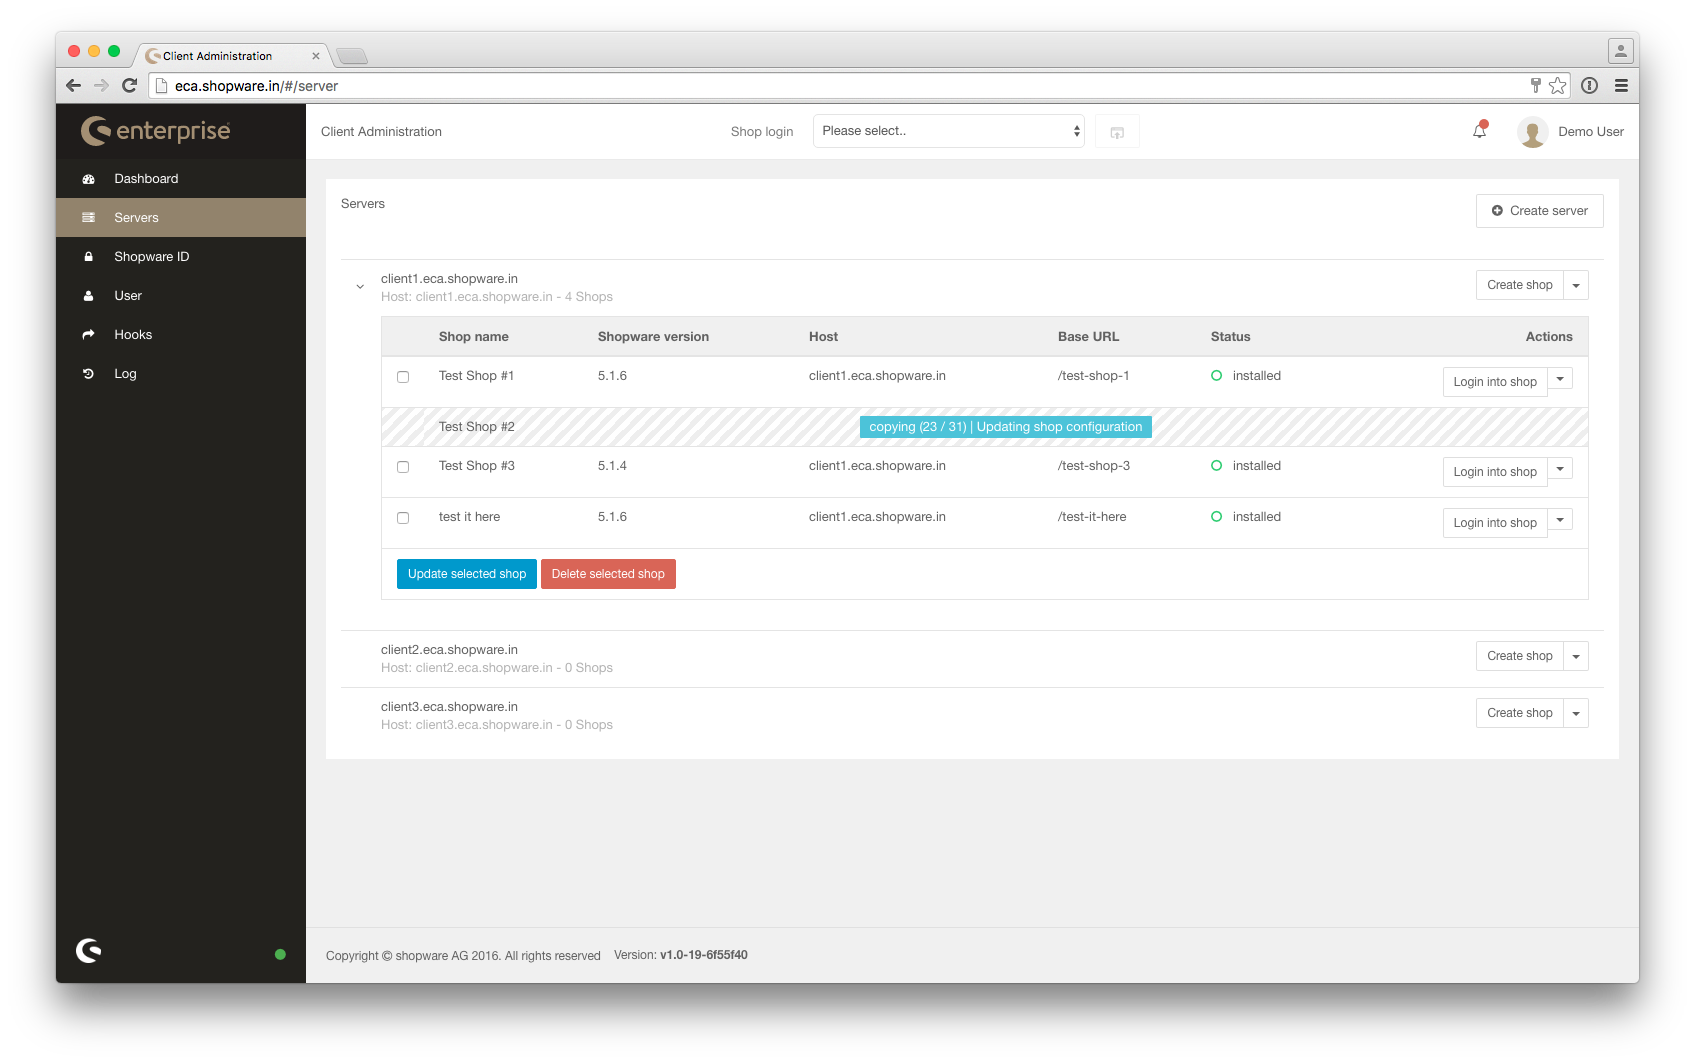 Client Administration
eca.shopware.in/#/server
enterprise
Client Administration
Shop login
Please select..
Demo User
Dashboard
Servers
Shopware ID
User
Hooks
Log
Servers
Create server
client1.eca.shopware.in
Host: client1.eca.shopware.in - 4 Shops
Create shop
Shop name Shopware version Host Base URL Status Actions
Test Shop #1 5.1.6 client1.eca.shopware.in /test-shop-1 installed Login into shop
Test Shop #2 copying (23 / 31) | Updating shop configuration
Test Shop #3 5.1.4 client1.eca.shopware.in /test-shop-3 installed Login into shop
test it here 5.1.6 client1.eca.shopware.in /test-it-here installed Login into shop
Update selected shop Delete selected shop
client2.eca.shopware.in
Host: client2.eca.shopware.in - 0 Shops
Create shop
client3.eca.shopware.in
Host: client3.eca.shopware.in - 0 Shops
Create shop
Copyright © shopware AG 2016. All rights reserved Version: v1.0-19-6f55f40